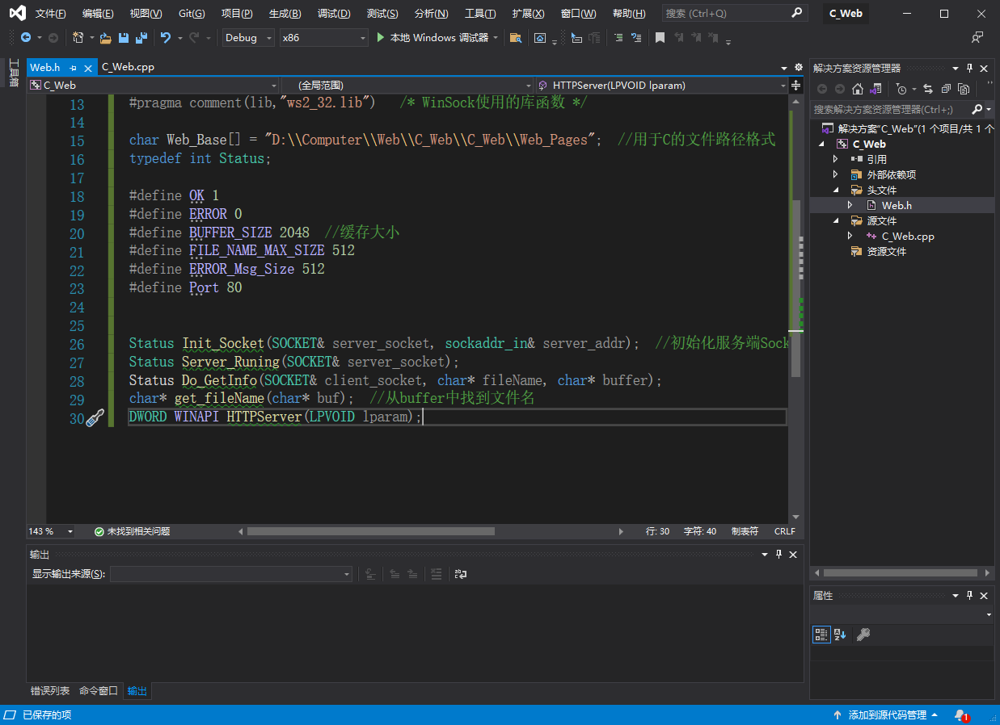 文件(F) 编辑(E) 视图(V) Git(G) 项目(P) 生成(B) 调试(D) 测试(S) 分析(N) 工具(T) 扩展(X) 窗口(W) 帮助(H) 搜索 (Ctrl+Q) C_Web
Debug x86 本地 Windows 调试器
工具箱
Web.h C_Web.cpp
C_Web (全局范围) HTTPServer(LPVOID lparam)
13 #pragma comment(lib,"ws2_32.lib") /* WinSock使用的库函数 */
14
15 char Web_Base[] = "D:\\Computer\\Web\\C_Web\\C_Web\\Web_Pages"; //用于C的文件路径格式
16 typedef int Status;
17
18 #define OK 1
19 #define ERROR 0
20 #define BUFFER_SIZE 2048 //缓存大小
21 #define FILE_NAME_MAX_SIZE 512
22 #define ERROR_Msg_Size 512
23 #define Port 80
24
25
26 Status Init_Socket(SOCKET& server_socket, sockaddr_in& server_addr); //初始化服务端Sock
27 Status Server_Runing(SOCKET& server_socket);
28 Status Do_GetInfo(SOCKET& client_socket, char* fileName, char* buffer);
29 char* get_fileName(char* buf); //从buffer中找到文件名
30 DWORD WINAPI HTTPServer(LPVOID lparam);
143 % 未找到相关问题 行: 30 字符: 40 制表符 CRLF
输出
显示输出来源(S):
错误列表 命令窗口 输出
解决方案资源管理器
搜索解决方案资源管理器(Ctrl+;)
解决方案"C_Web"(1 个项目/共 1 个
C_Web
引用
外部依赖项
头文件
Web.h
源文件
C_Web.cpp
资源文件
属性
已保存的项 添加到源代码管理 1